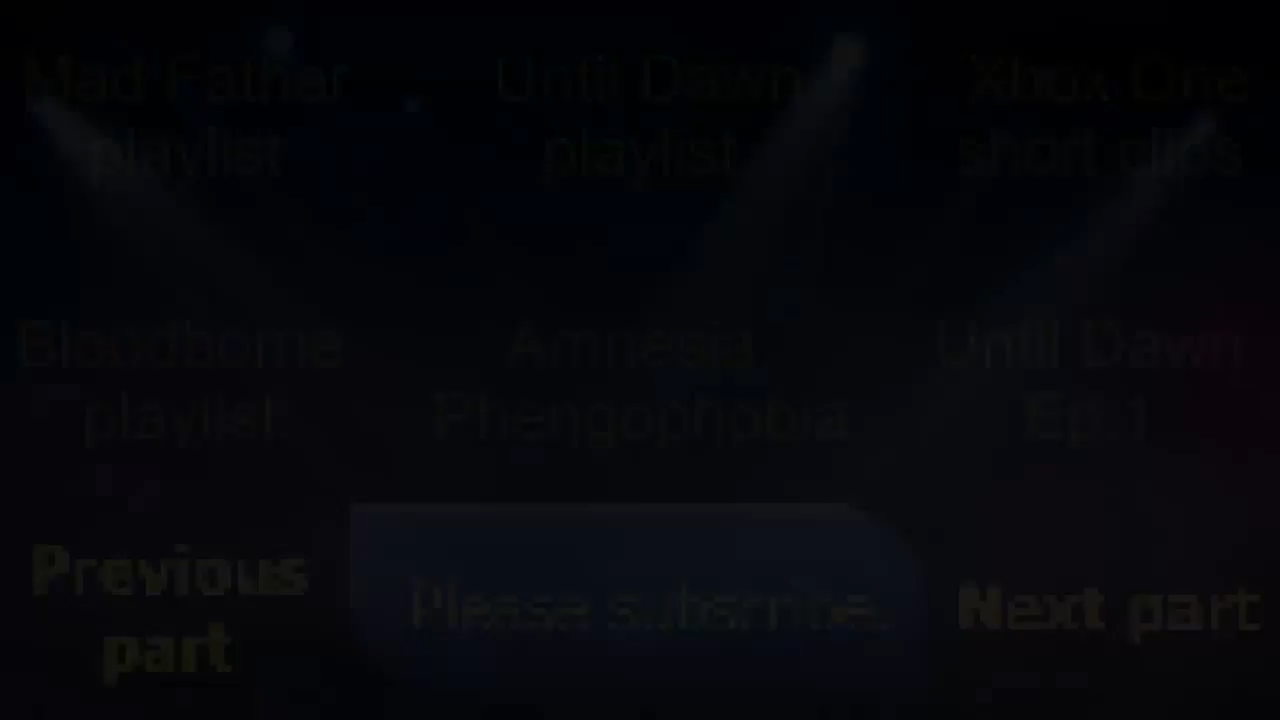 Mad Father
playlist
Until Dawn
playlist
Xbox One
short clips
Bloodborne
playlist
Amnesia
Phengophobia
Until Dawn
Ep.1
Previous
part
Please subscribe.
Next part